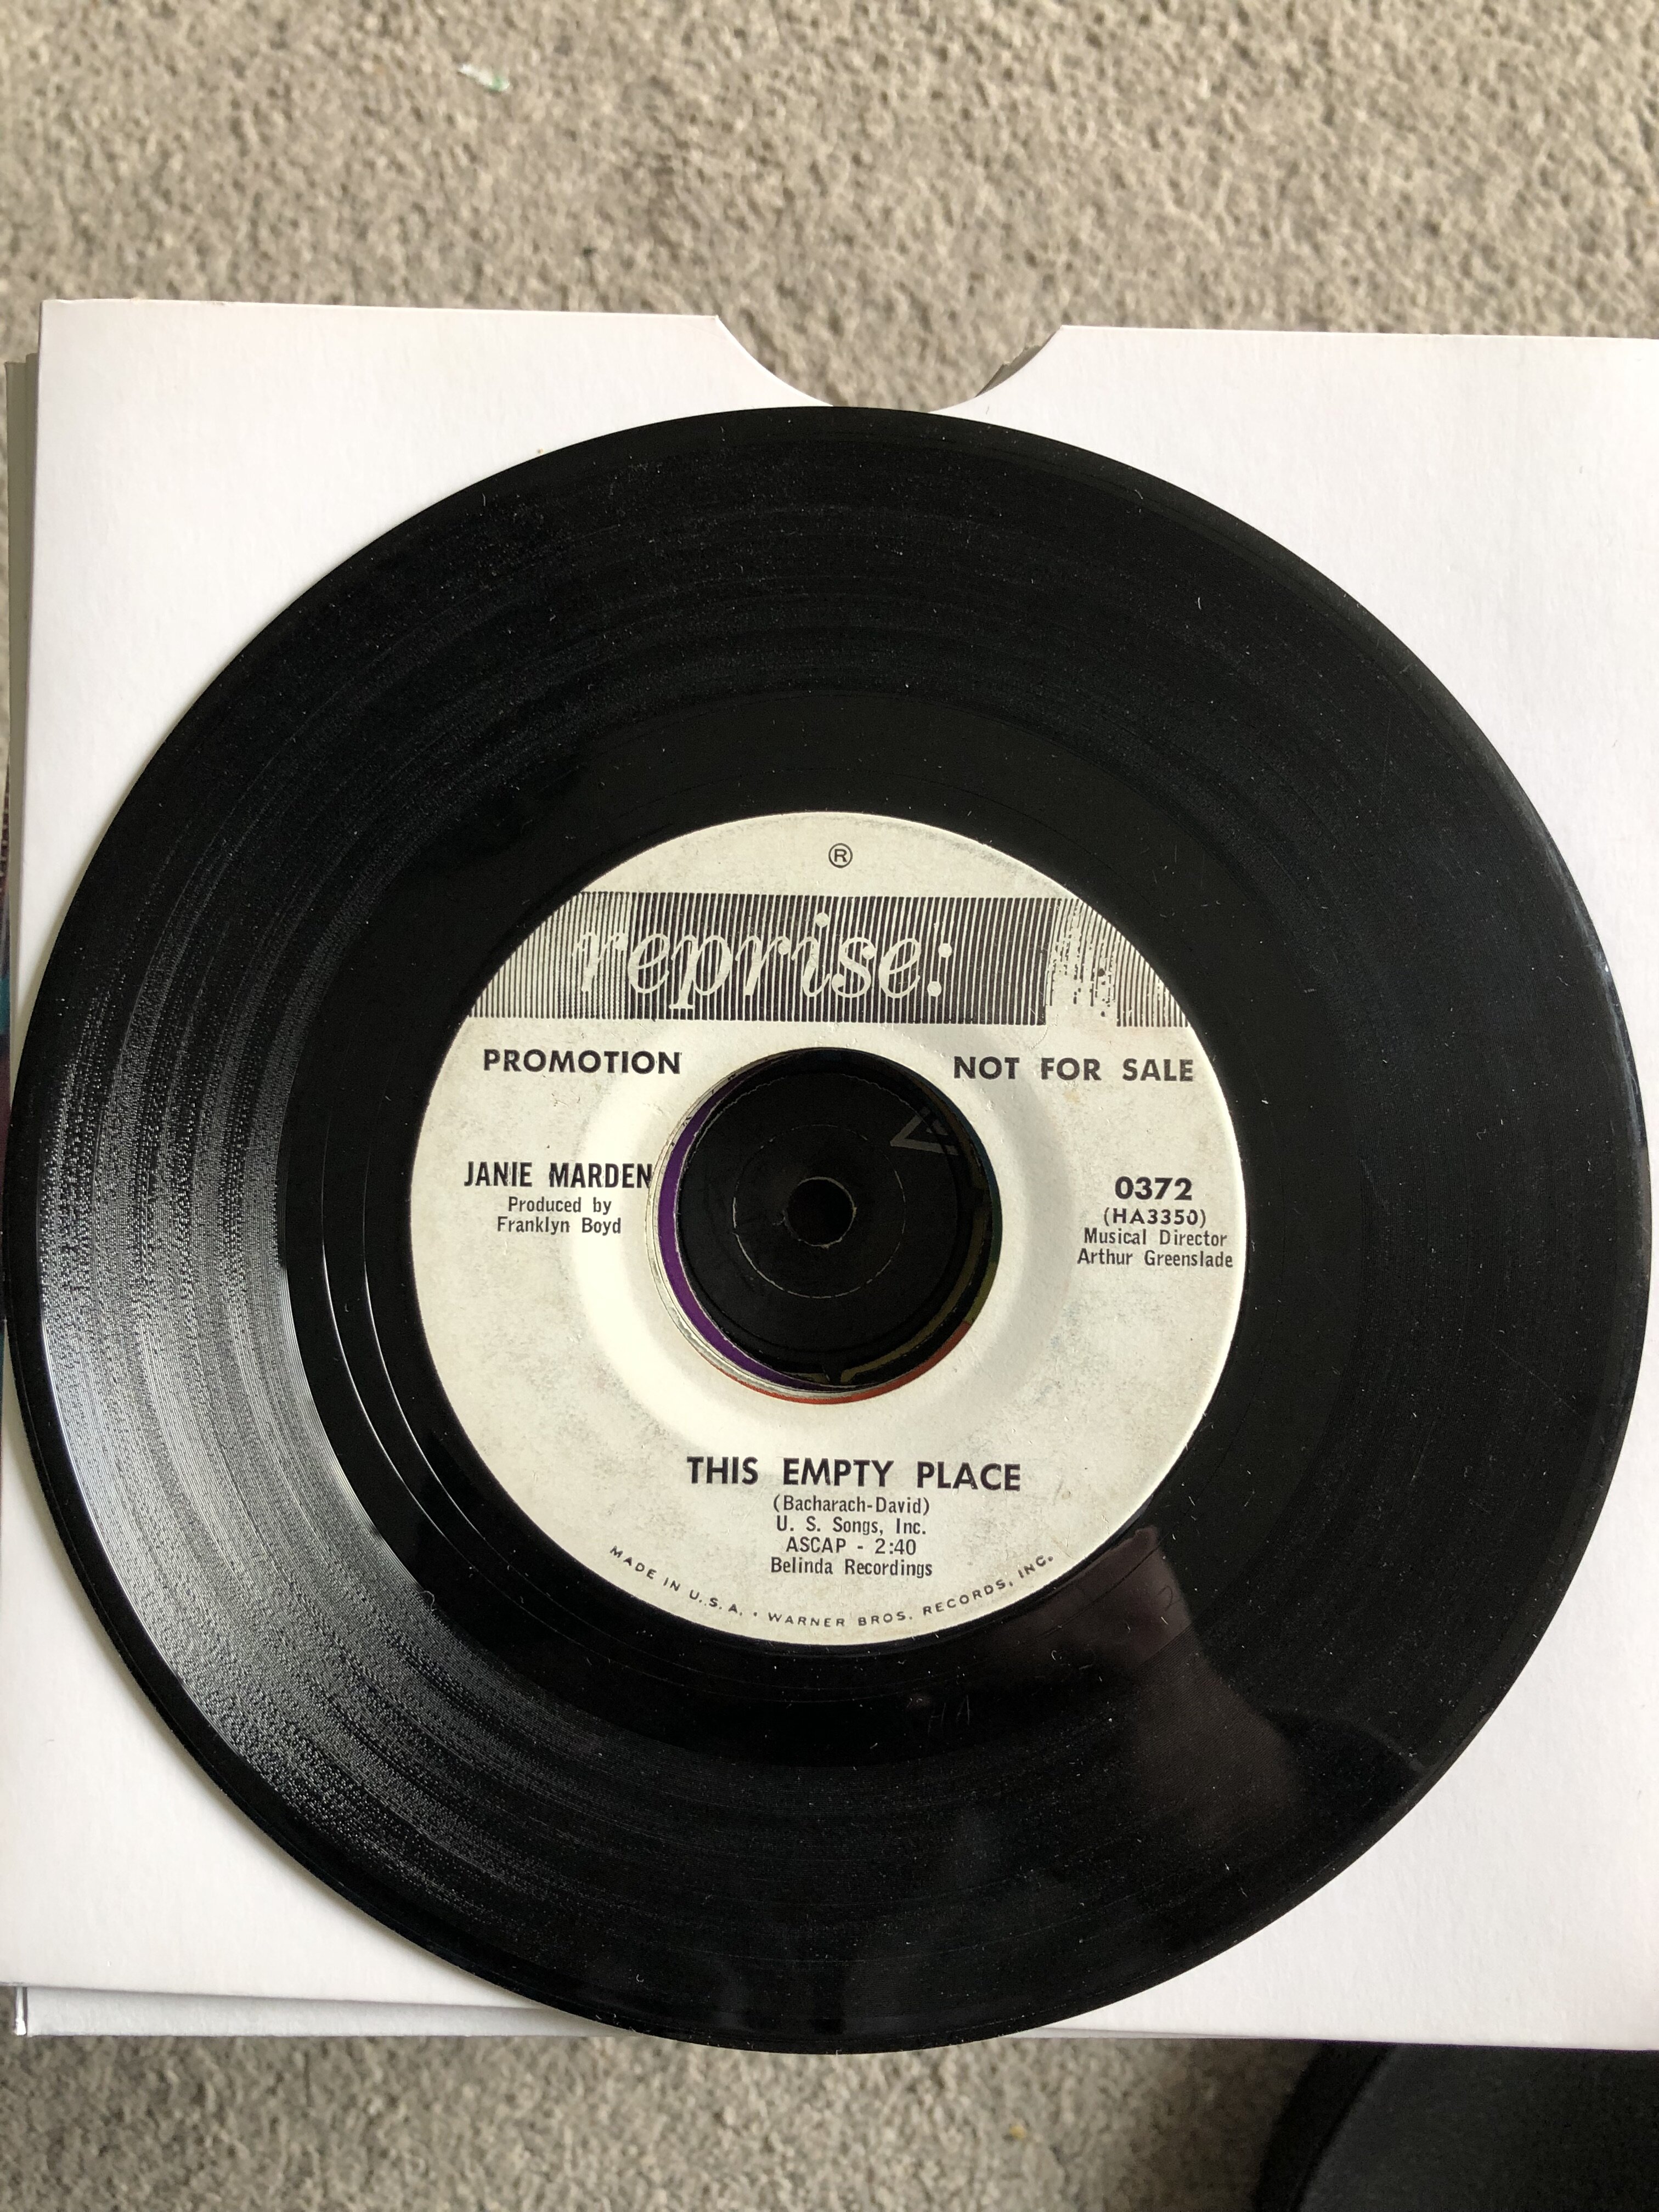 ®
reprise:
PROMOTION
NOT FOR SALE
JANIE MARDEN
Produced by
Franklyn Boyd
0372
(HA3350)
Musical Director
Arthur Greenslade
THIS EMPTY PLACE
(Bacharach-David)
U. S. Songs, Inc.
ASCAP - 2:40
Belinda Recordings
MADE IN U.S.A. • WARNER BROS. RECORDS, INC.
HA